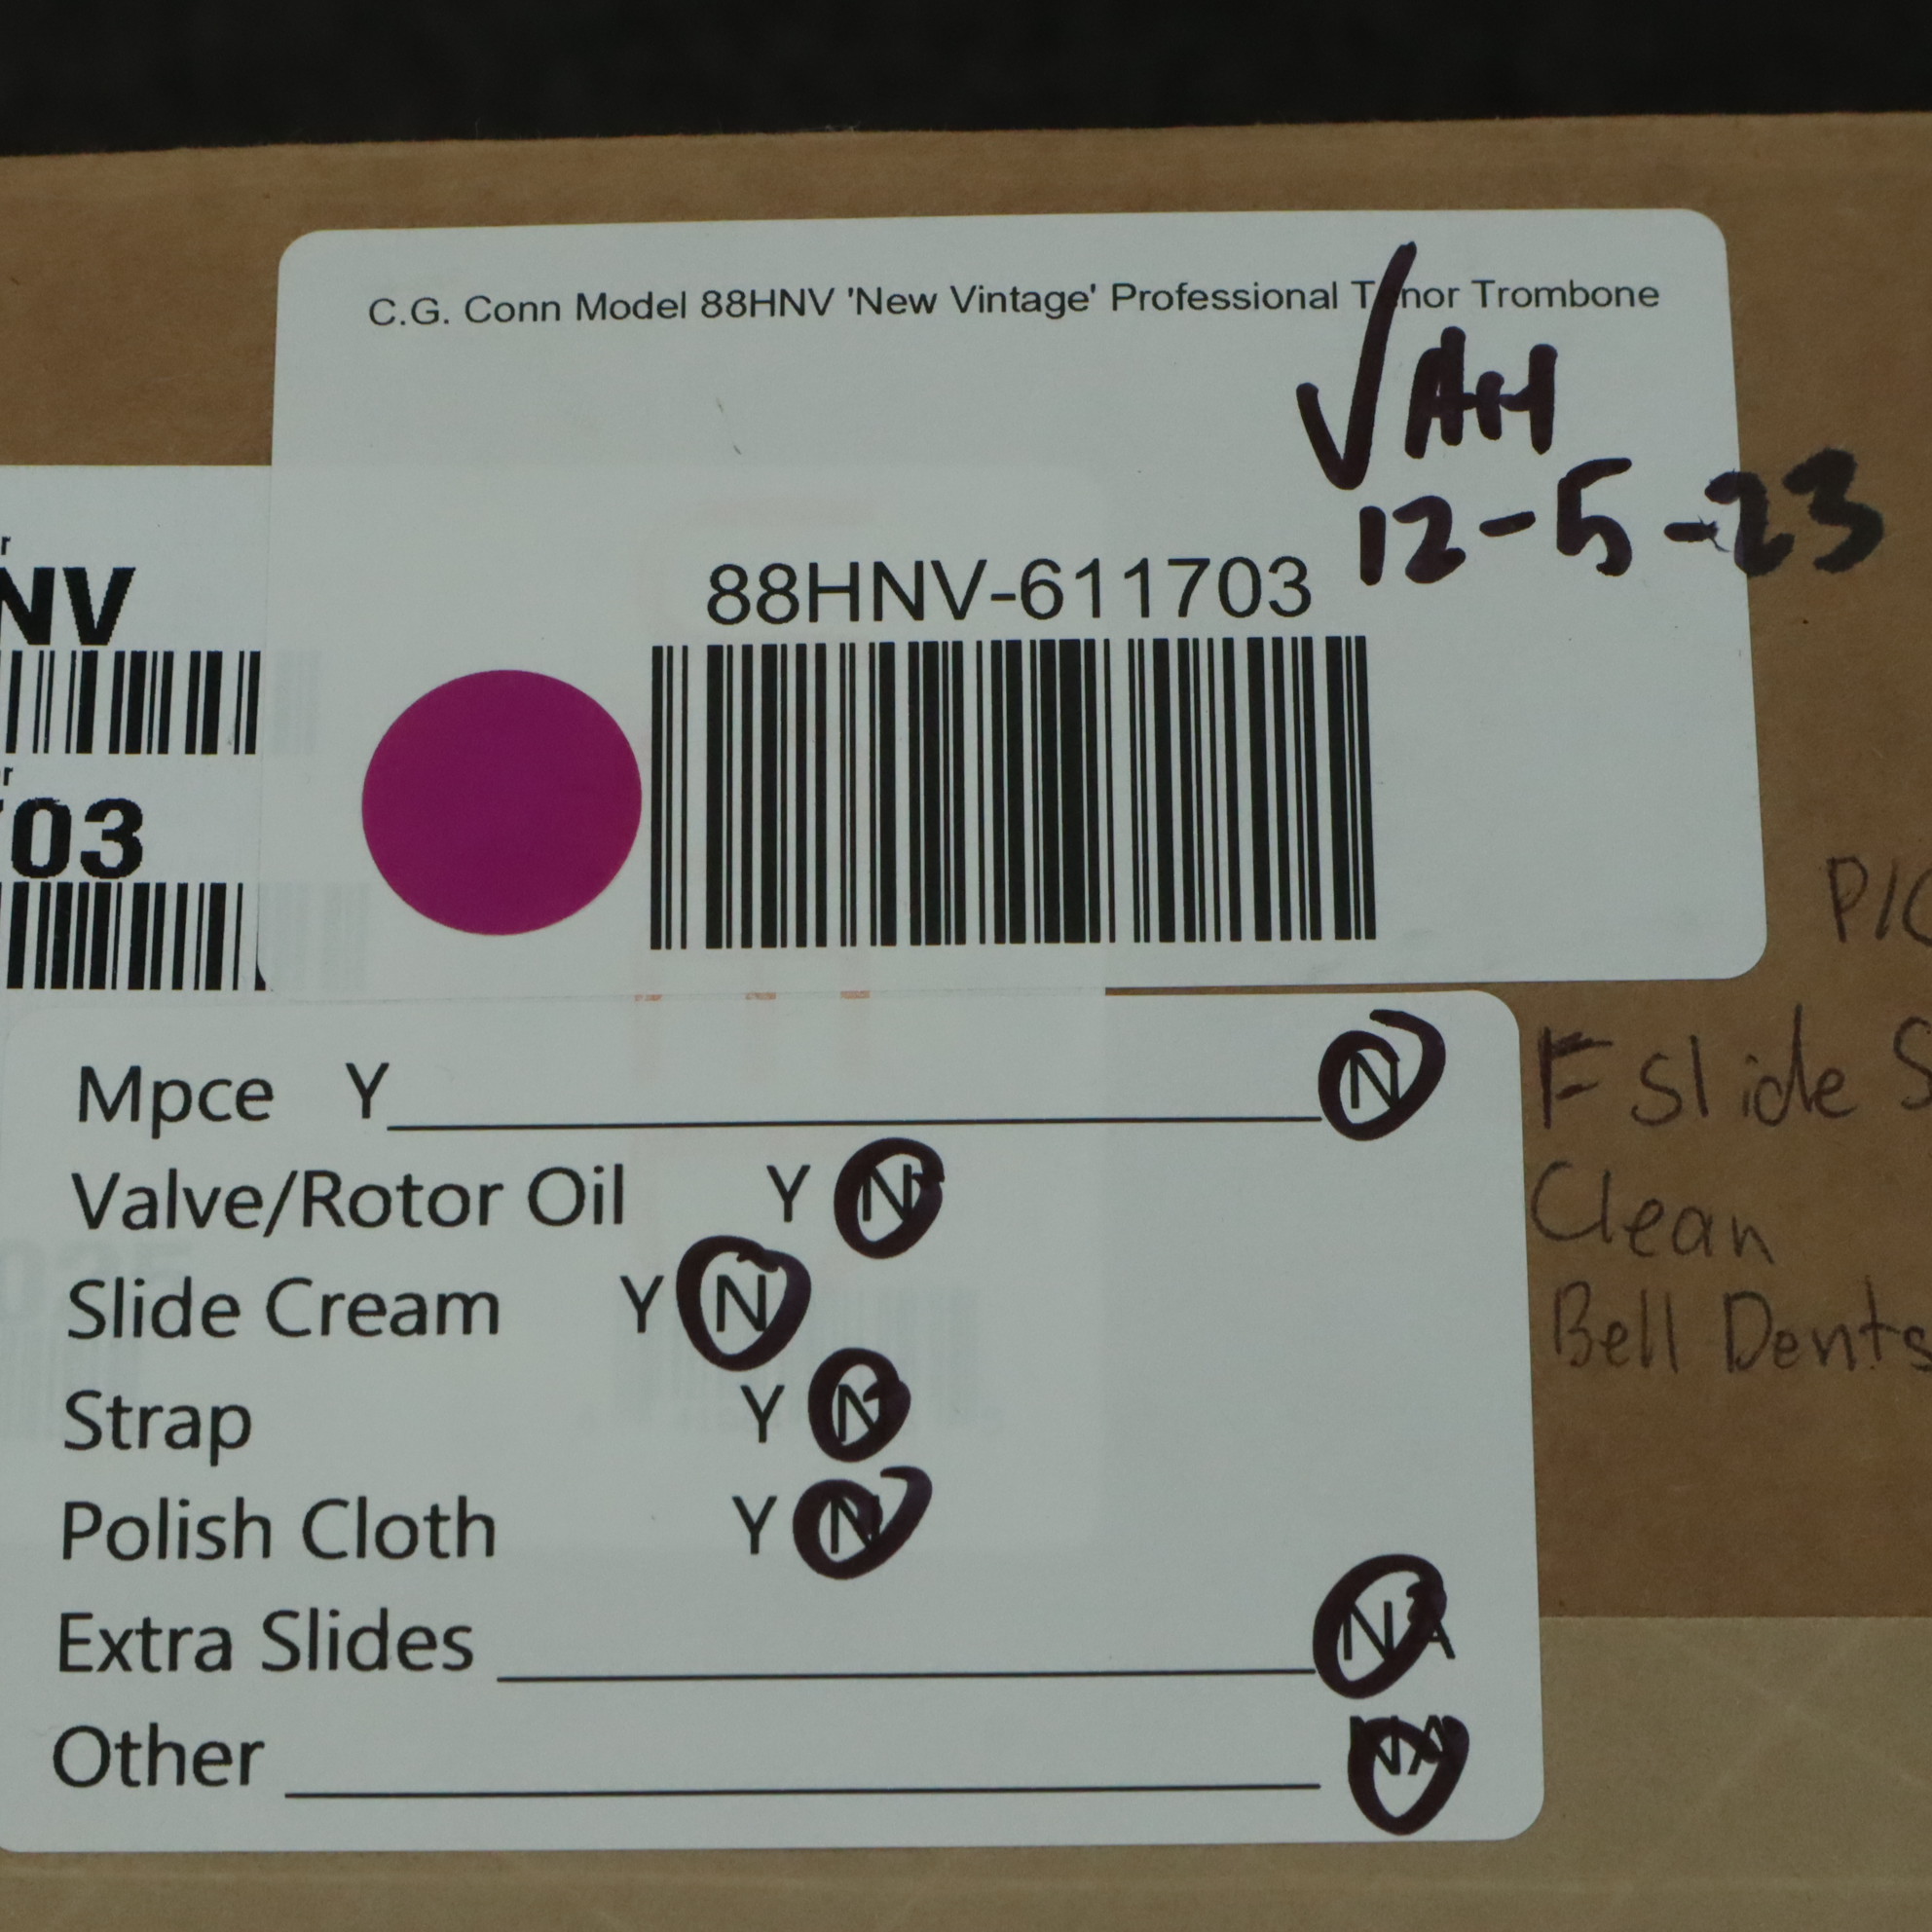 C.G. Conn Model 88HNV 'New Vintage' Professional Tenor Trombone
√ AH
12-5-23
88HNV-611703
NV
03
Mpce Y N
Valve/Rotor Oil Y N
Slide Cream Y N
Strap Y N
Polish Cloth Y N
Extra Slides NA
Other NA
F Slide
Clean
Bell Dents